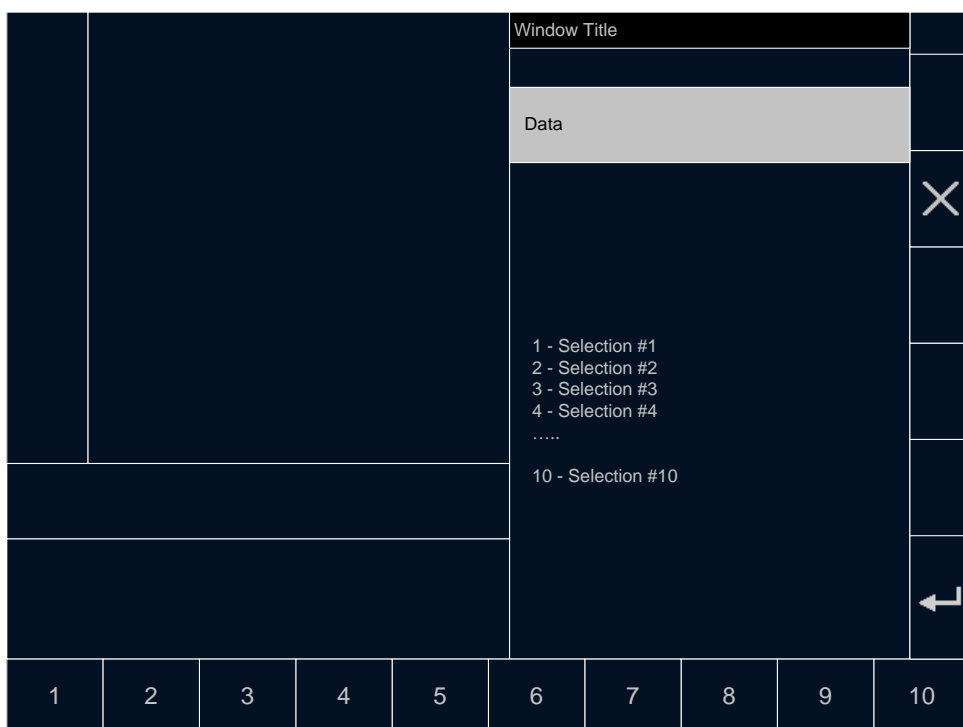 Window Title
Data
1 - Selection #1
2 - Selection #2
3 - Selection #3
4 - Selection #4
…..
10 - Selection #10
1 2 3 4 5 6 7 8 9 10